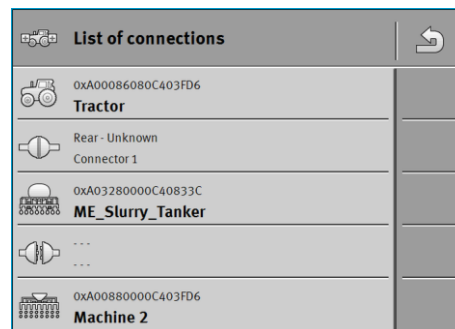 List of connections
0xA00086080C403FD6
Tractor
Rear - Unknown
Connector 1
0xA03280000C40833C
ME_Slurry_Tanker
- - -
- - -
0xA00880000C403FD6
Machine 2